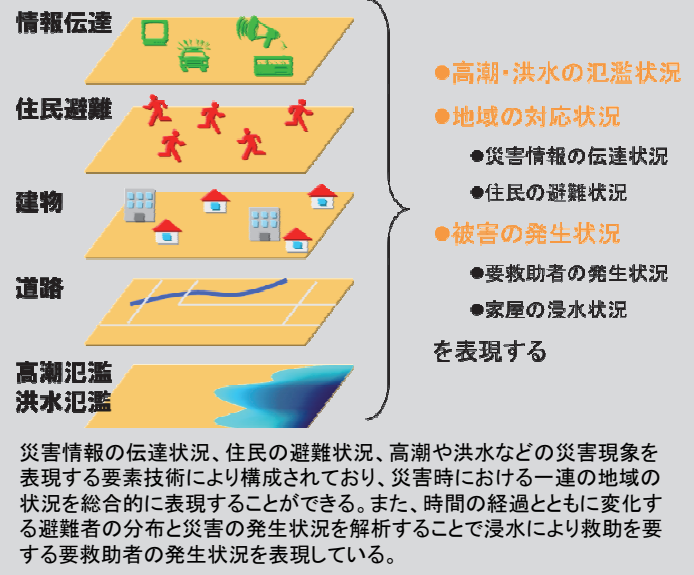 情報伝達
住民避難
建物
道路
高潮氾濫
洪水氾濫
●高潮・洪水の氾濫状況
●地域の対応状況
●災害情報の伝達状況
●住民の避難状況
●被害の発生状況
●要救助者の発生状況
●家屋の浸水状況
を表現する
災害情報の伝達状況、住民の避難状況、高潮や洪水などの災害現象を
表現する要素技術により構成されており、災害時における一連の地域の
状況を総合的に表現することができる。また、時間の経過とともに変化す
る避難者の分布と災害の発生状況を解析することで浸水により救助を要
する要救助者の発生状況を表現している。